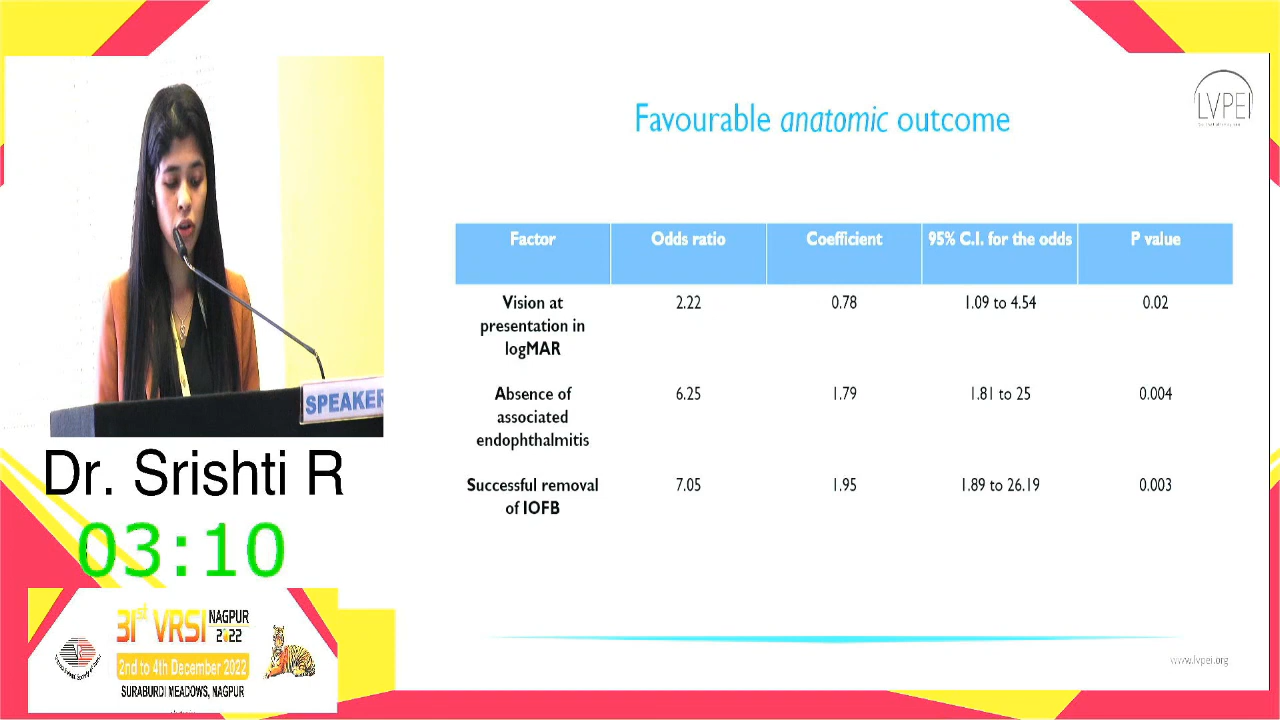 Favourable anatomic outcome
LVPEI
Factor
Odds ratio
Coefficient
95% C.I. for the odds
P value
Vision at
presentation in
logMAR
2.22
0.78
1.09 to 4.54
0.02
Absence of
associated
endophthalmitis
6.25
1.79
1.81 to 25
0.004
Successful removal
of IOFB
7.05
1.95
1.89 to 26.19
0.003
www.lvpei.org
SPEAKER
Dr. Srishti R
03:10
31st VRSI NAGPUR
2022
2nd to 4th December 2022
SURABURDI MEADOWS, NAGPUR